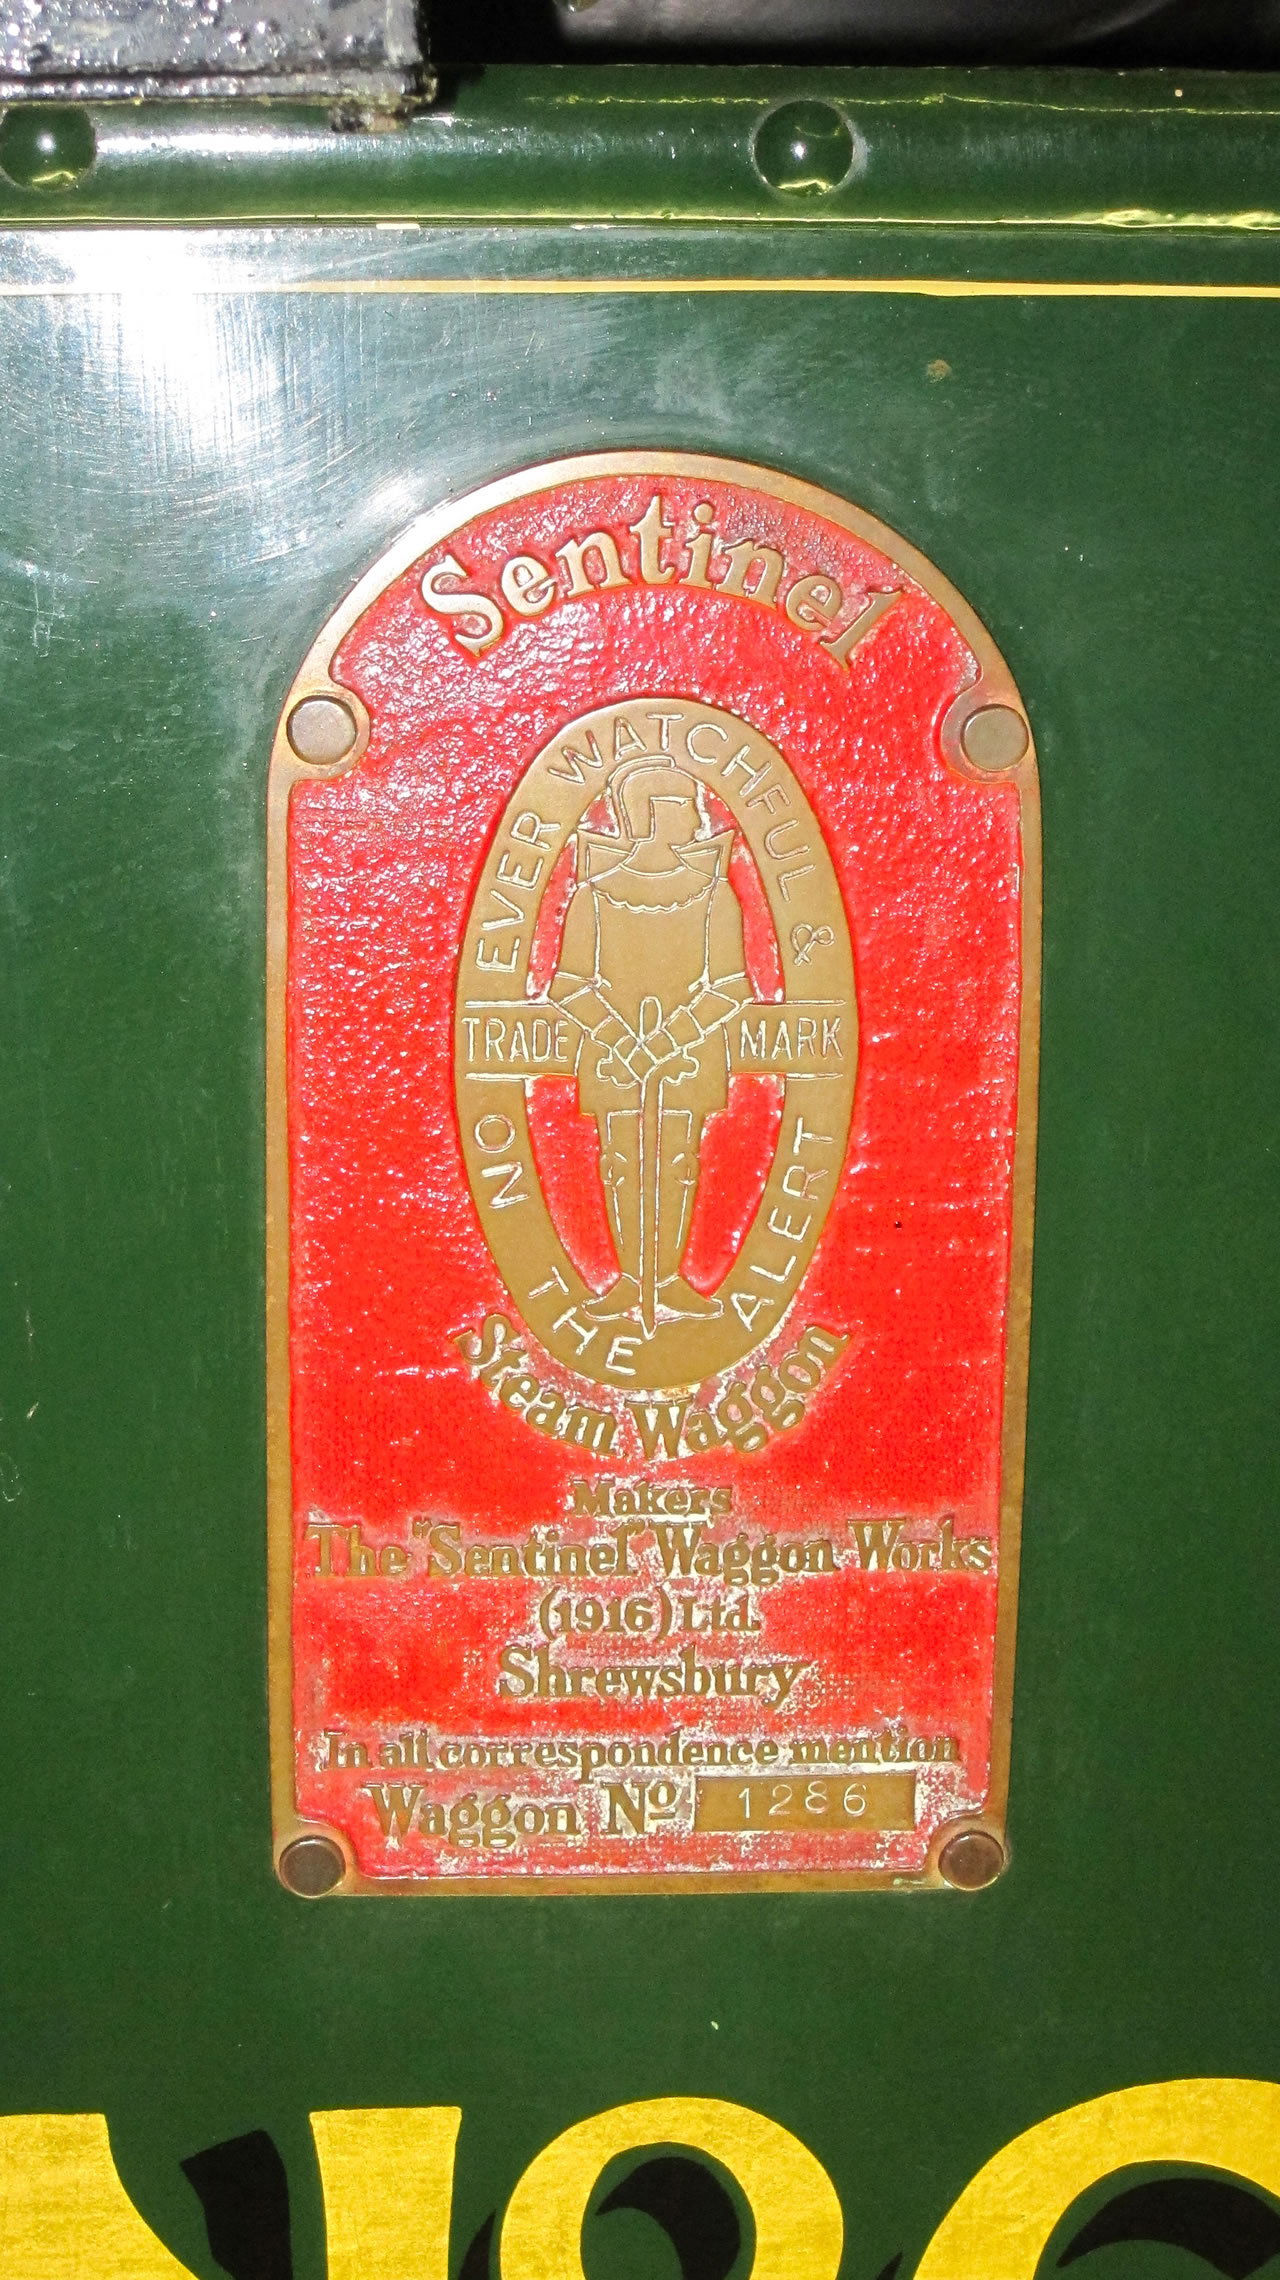 Sentinel
EVER WATCHFUL &
TRADE MARK
NO THE ALERT
Steam Waggon
Makers
The "Sentinel" Waggon Works
(1916) Ltd.
Shrewsbury
In all correspondence mention
Waggon Nº 1286